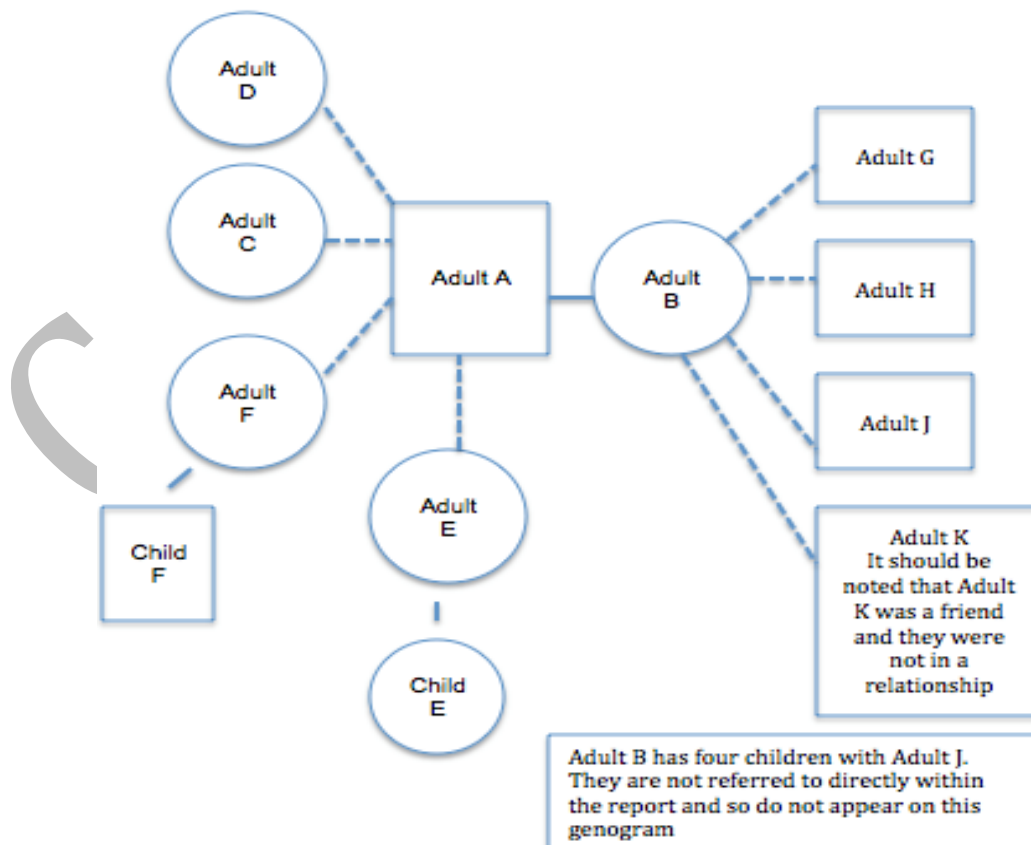 Adult
D
Adult
C
Adult
F
Child
F
Adult A
Adult
E
Child
E
Adult
B
Adult G
Adult H
Adult J
Adult K
It should be
noted that Adult
K was a friend
and they were
not in a
relationship
Adult B has four children with Adult J.
They are not referred to directly within
the report and so do not appear on this
genogram